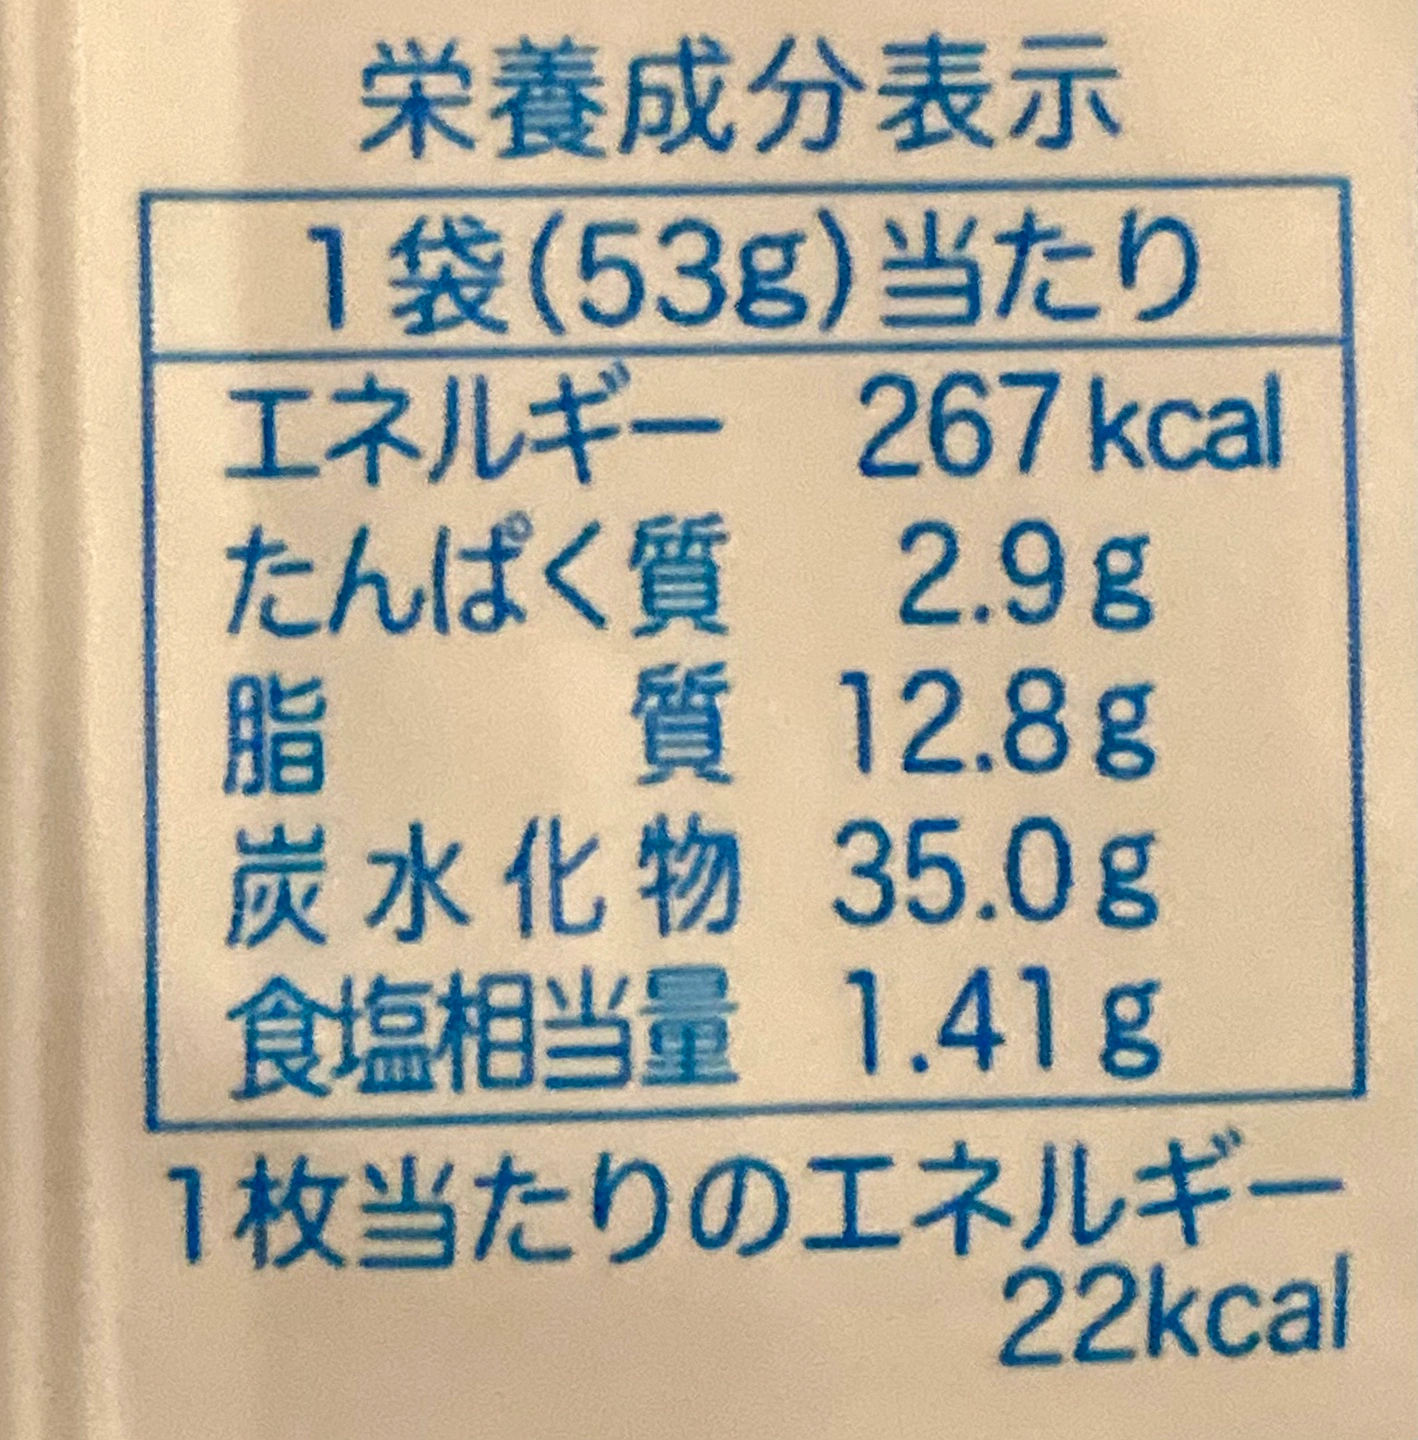 栄養成分表示
1袋(53g)当たり
エネルギー 267kcal
たんぱく質 2.9g
脂質 12.8g
炭水化物 35.0g
食塩相当量 1.41g
1枚当たりのエネルギー
22kcal